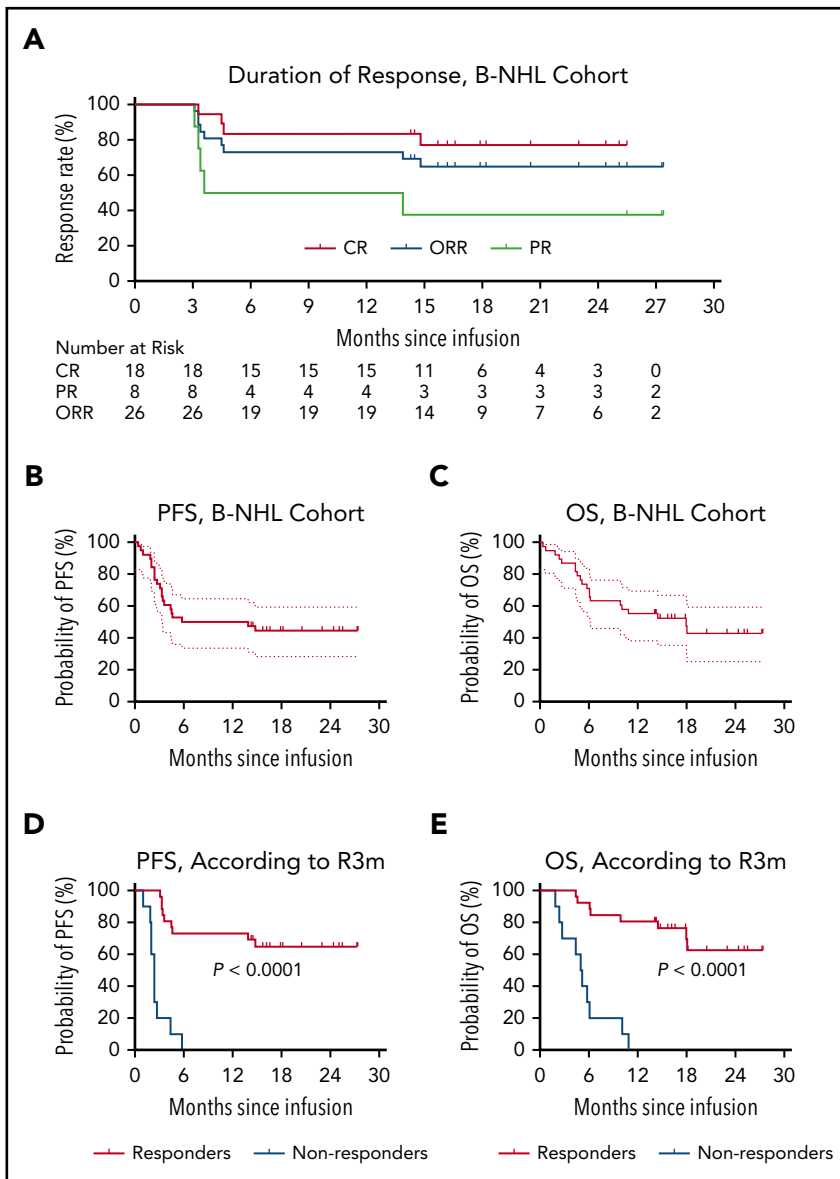 A
Duration of Response, B-NHL Cohort
Response rate (%)
100
80
60
40
20
0
CR ORR PR
0 3 6 9 12 15 18 21 24 27 30
Months since infusion
Number at Risk
CR 18 18 15 15 15 11 6 4 3 0
PR 8 8 4 4 4 3 3 3 3 2
ORR 26 26 19 19 19 14 9 7 6 2
B
PFS, B-NHL Cohort
Probability of PFS (%)
100
80
60
40
20
0
0 6 12 18 24 30
Months since infusion
C
OS, B-NHL Cohort
Probability of OS (%)
100
80
60
40
20
0
0 6 12 18 24 30
Months since infusion
D
PFS, According to R3m
Probability of PFS (%)
100
80
60
40
20
0
P < 0.0001
0 6 12 18 24 30
Months since infusion
Responders Non-responders
E
OS, According to R3m
Probability of OS (%)
100
80
60
40
20
0
P < 0.0001
0 6 12 18 24 30
Months since infusion
Responders Non-responders